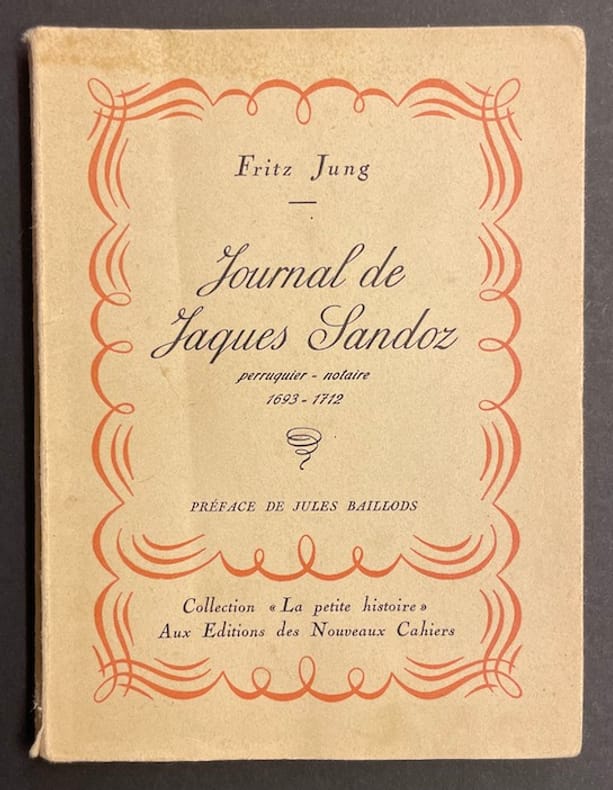 Fritz Jung
Journal de
Jaques Sandoz
perruquier - notaire
1693 - 1712
PRÉFACE DE JULES BAILLODS
Collection « La petite histoire »
Aux Editions des Nouveaux Cahiers